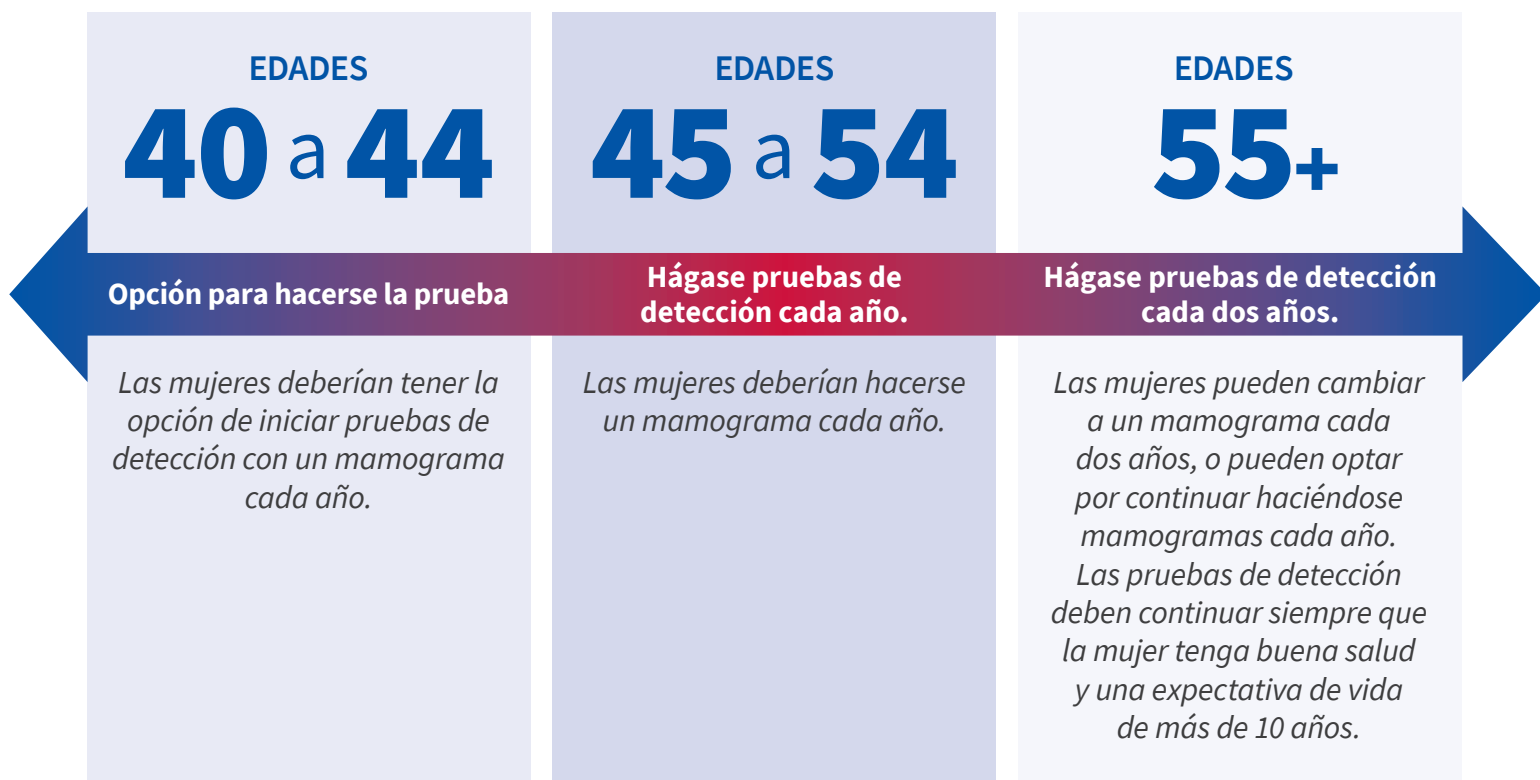 EDADES
40 a 44
Opción para hacerse la prueba
Las mujeres deberían tener la
opción de iniciar pruebas de
detección con un mamograma
cada año.
EDADES
45 a 54
Hágase pruebas de
detección cada año.
Las mujeres deberían hacerse
un mamograma cada año.
EDADES
55+
Hágase pruebas de detección
cada dos años.
Las mujeres pueden cambiar
a un mamograma cada
dos años, o pueden optar
por continuar haciéndose
mamogramas cada año.
Las pruebas de detección
deben continuar siempre que
la mujer tenga buena salud
y una expectativa de vida
de más de 10 años.